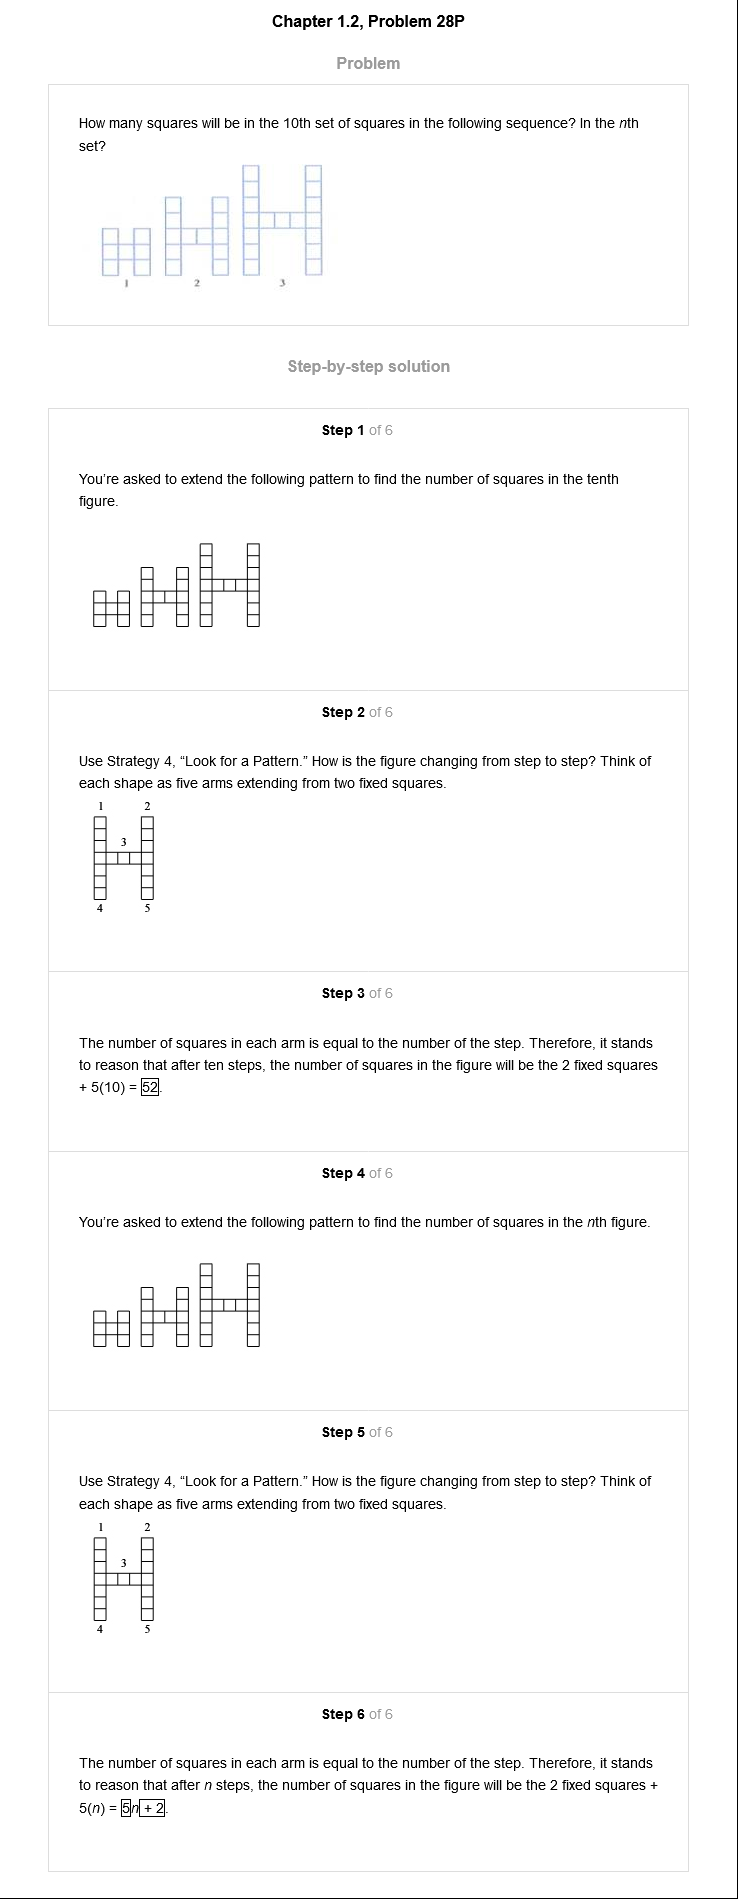 Chapter 1.2, Problem 28P
Problem
How many squares will be in the 10th set of squares in the following sequence? In the nth
set?
1 2 3
Step-by-step solution
Step 1 of 6
You're asked to extend the following pattern to find the number of squares in the tenth
figure.
Step 2 of 6
Use Strategy 4, “Look for a Pattern.” How is the figure changing from step to step? Think of
each shape as five arms extending from two fixed squares.
1 2
3
4 5
Step 3 of 6
The number of squares in each arm is equal to the number of the step. Therefore, it stands
to reason that after ten steps, the number of squares in the figure will be the 2 fixed squares
+ 5(10) = 52.
Step 4 of 6
You're asked to extend the following pattern to find the number of squares in the nth figure.
Step 5 of 6
Use Strategy 4, “Look for a Pattern.” How is the figure changing from step to step? Think of
each shape as five arms extending from two fixed squares.
1 2
3
4 5
Step 6 of 6
The number of squares in each arm is equal to the number of the step. Therefore, it stands
to reason that after n steps, the number of squares in the figure will be the 2 fixed squares +
5(n) = 5n + 2.